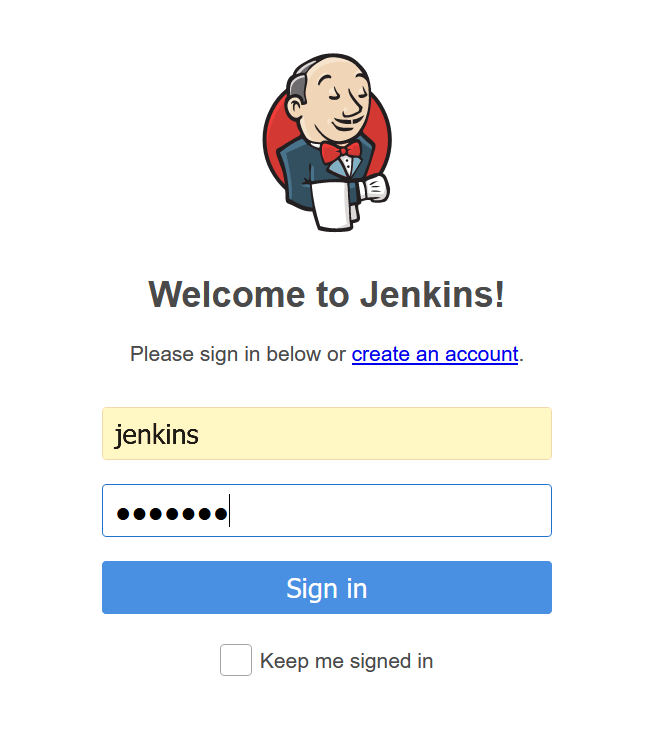 Welcome to Jenkins!
Please sign in below or create an account.
jenkins
•••••••
Sign in
Keep me signed in